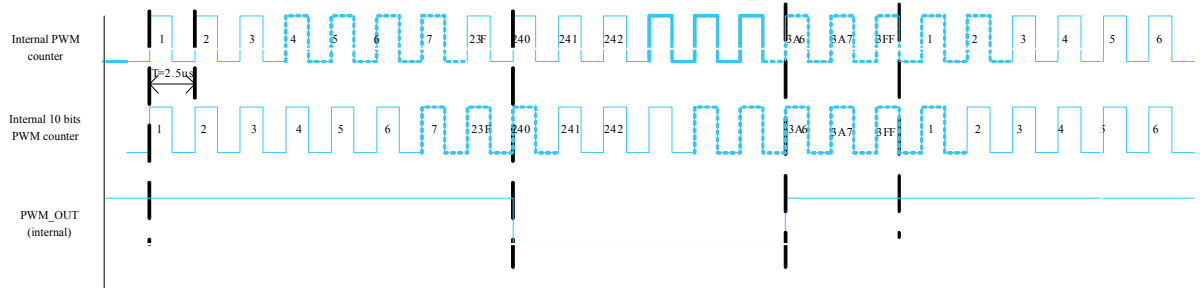 Internal PWM
counter
1 2 3 4 5 6 7 23F 240 241 242 3A6 3A7 3FF 1 2 3 4 5 6
T=2.5us
Internal 10 bits
PWM counter
1 2 3 4 5 6 7 23F 240 241 242 3A6 3A7 3FF 1 2 3 4 5 6
PWM_OUT
(internal)